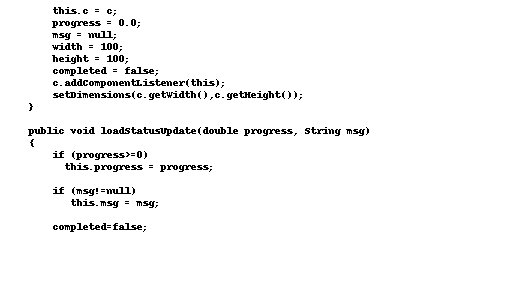 this.c = c;
progress = 0.0;
msg = null;
width = 100;
height = 100;
completed = false;
c.addComponentListener(this);
setDimensions(c.getWidth(),c.getHeight());
}
public void loadStatusUpdate(double progress, String msg)
{
if (progress>=0)
this.progress = progress;
if (msg!=null)
this.msg = msg;
completed=false;